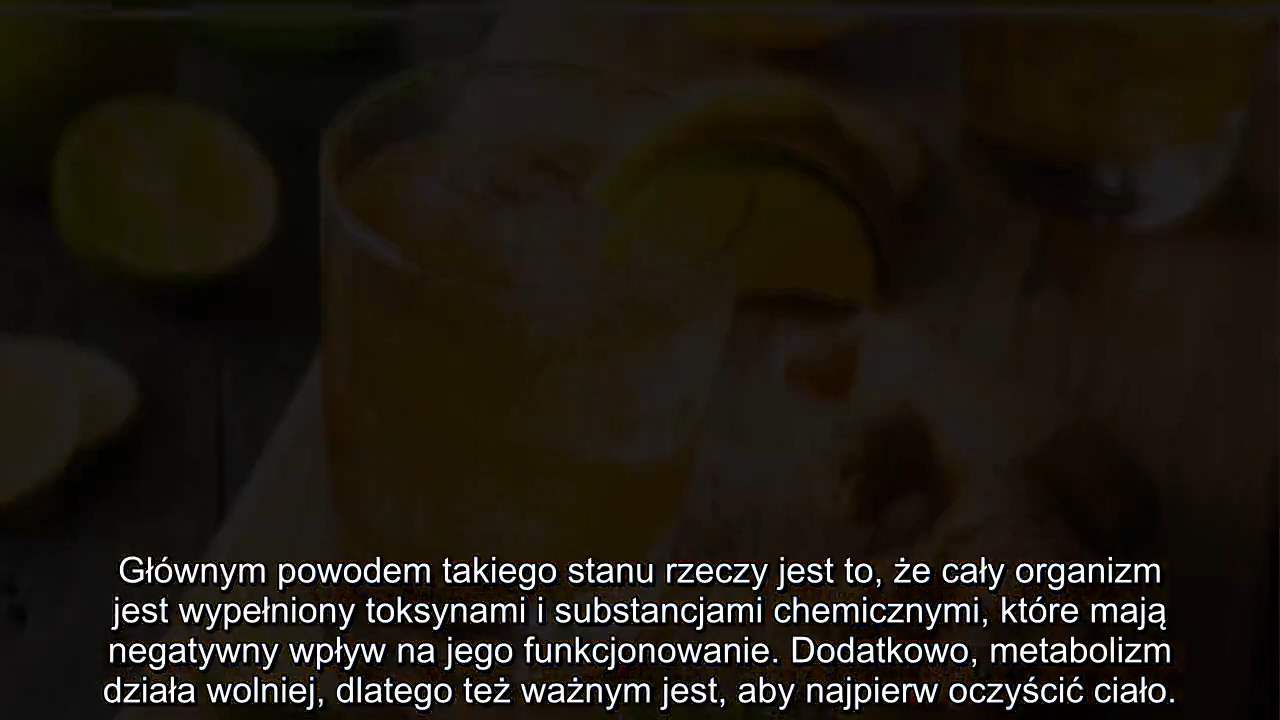 Głównym powodem takiego stanu rzeczy jest to, że cały organizm
jest wypełniony toksynami i substancjami chemicznymi, które mają
negatywny wpływ na jego funkcjonowanie. Dodatkowo, metabolizm
działa wolniej, dlatego też ważnym jest, aby najpierw oczyścić ciało.